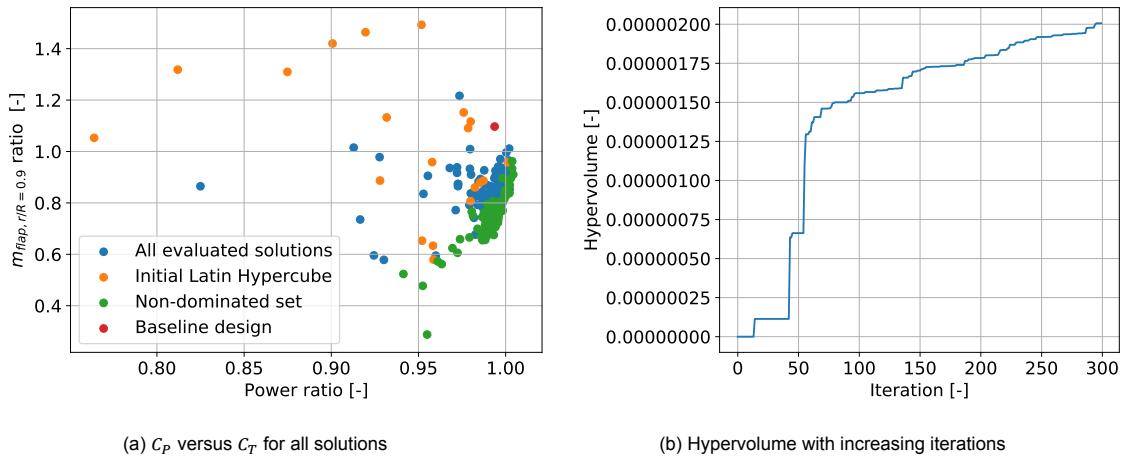 1.4
1.2
1.0
0.8
0.6
0.4
m_flap, r/R = 0.9 ratio [-]
All evaluated solutions
Initial Latin Hypercube
Non-dominated set
Baseline design
0.80 0.85 0.90 0.95 1.00
Power ratio [-]
(a) C_P versus C_T for all solutions
0.00000200
0.00000175
0.00000150
0.00000125
0.00000100
0.00000075
0.00000050
0.00000025
0.00000000
Hypervolume [-]
0 50 100 150 200 250 300
Iteration [-]
(b) Hypervolume with increasing iterations